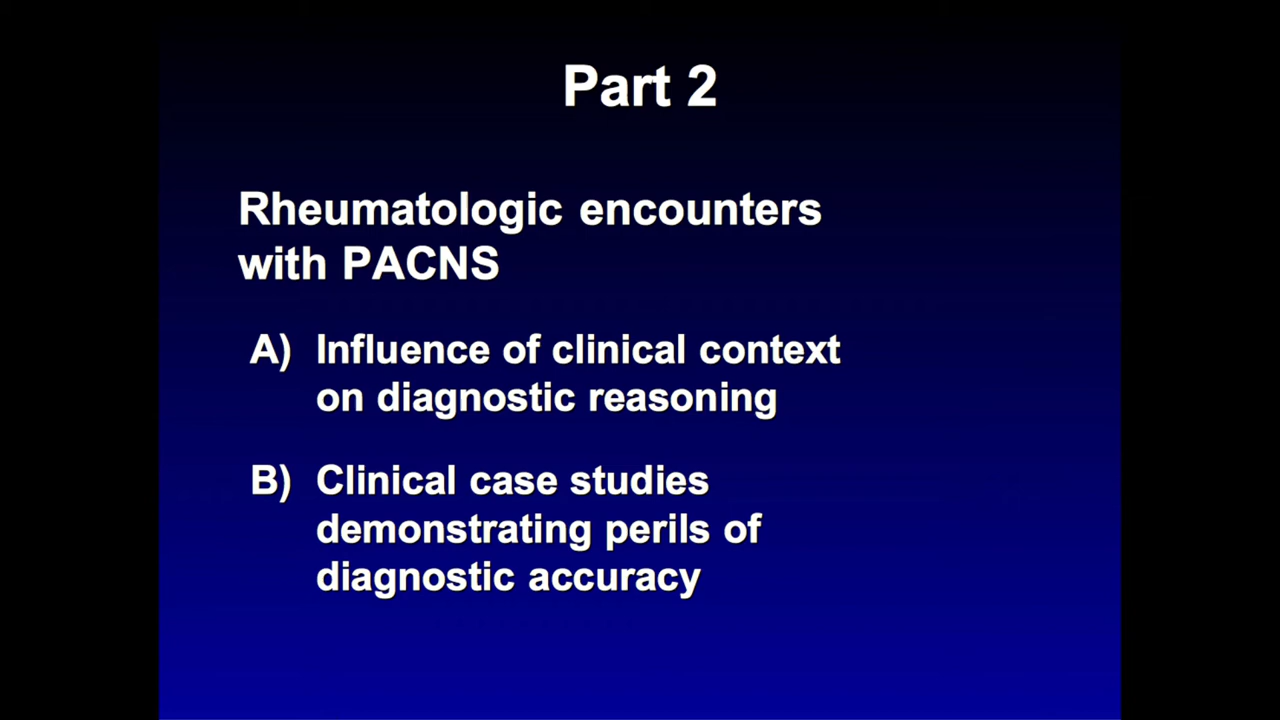 Part 2
Rheumatologic encounters
with PACNS
A) Influence of clinical context
on diagnostic reasoning
B) Clinical case studies
demonstrating perils of
diagnostic accuracy